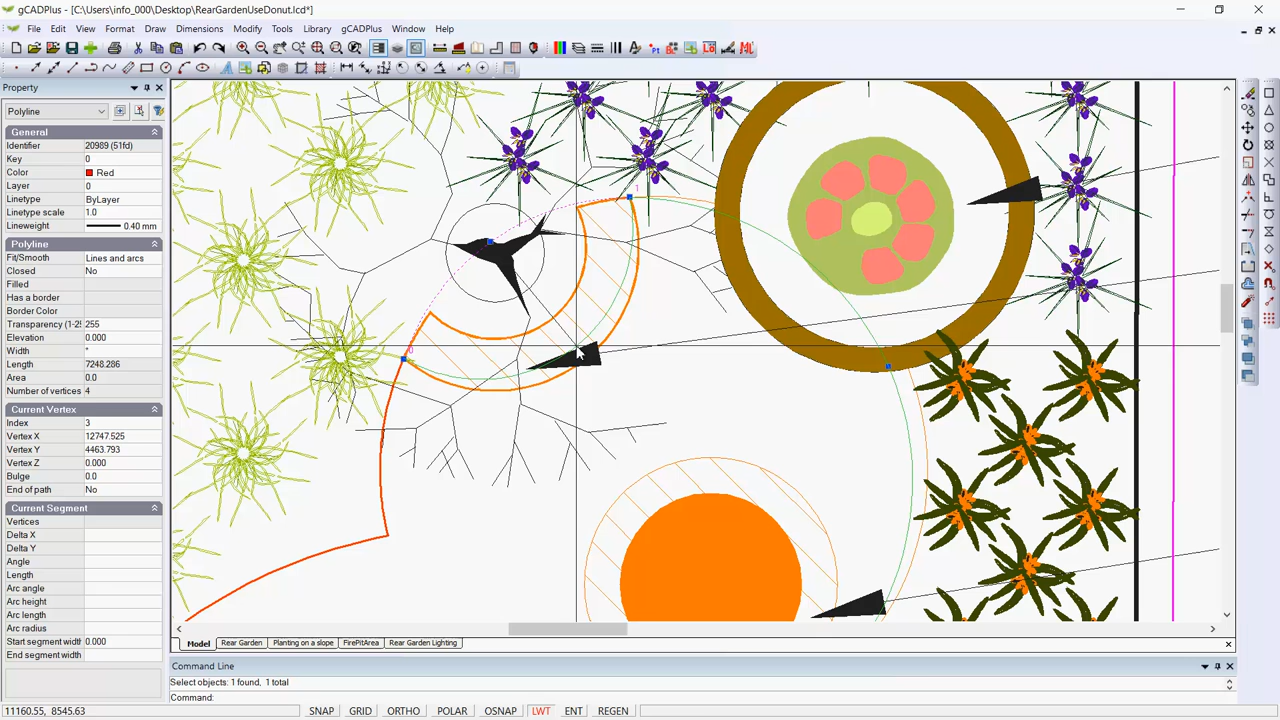 gCADPlus - [C:\Users\info_000\Desktop\RearGardenUseDonut.lcd*]
File Edit View Format Insert Draw Dimensions Modify Tools Library gCADPlus Window Help
Property
Polyline
General
Identifier 20989 (51fd)
Key 0
Color Red
Layer 0
Linetype ByLayer
Linetype scale 1.0
Lineweight 0.40 mm
Polyline
Fit/Smooth Lines and arcs
Closed No
Filled
Has a border
Border Color
Transparency (1-25 255
Elevation 0.000
Width *
Length 7248.286
Area 0.0
Number of vertices 4
Current Vertex
Index 3
Vertex X 12747.525
Vertex Y 4463.793
Vertex Z 0.000
Bulge 0.0
End of path No
Current Segment
Vertices
Delta X
Delta Y
Angle
Length
Arc angle
Arc height
Arc length
Arc radius
Start segment width 0.000
End segment width
1
0
Model Rear Garden Planting on a slope FirePitArea Rear Garden Lighting
Command Line
Select objects: 1 found, 1 total
Command:
11160.55, 8545.63 SNAP GRID ORTHO POLAR OSNAP LWT ENT REGEN